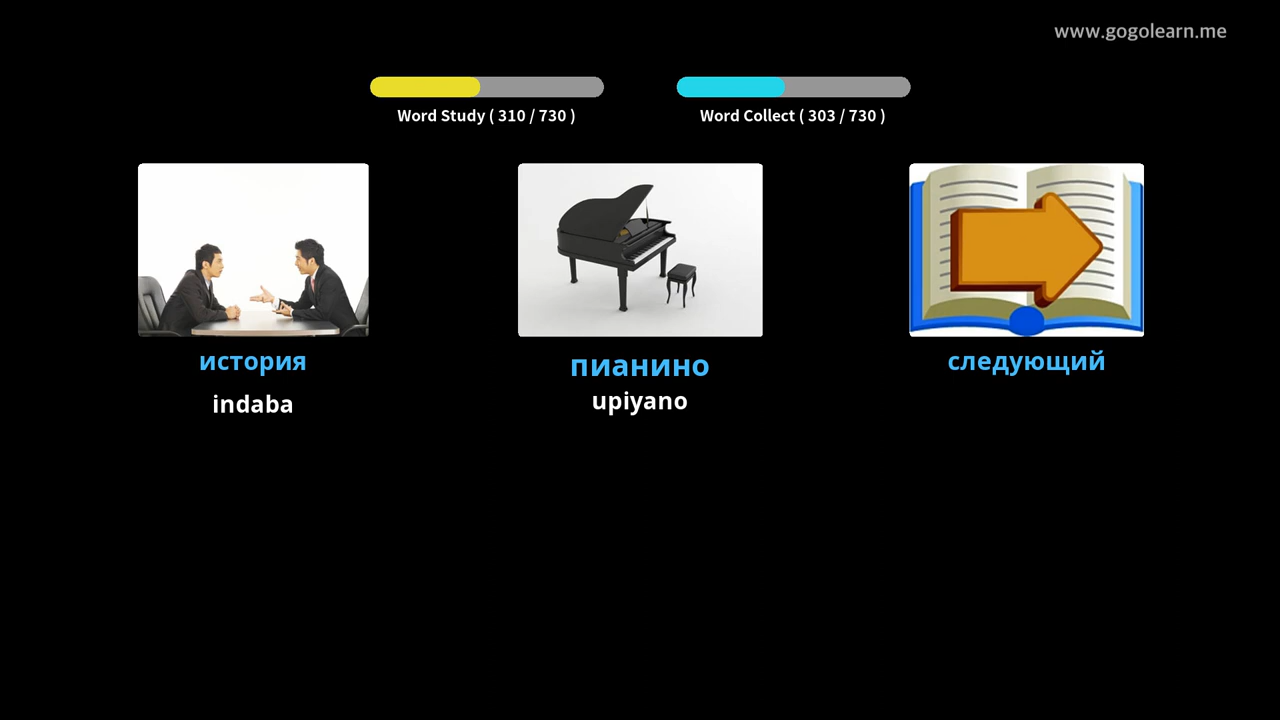 www.gogolearn.me
Word Study ( 310 / 730 )
Word Collect ( 303 / 730 )
история
indaba
пианино
upiyano
следующий